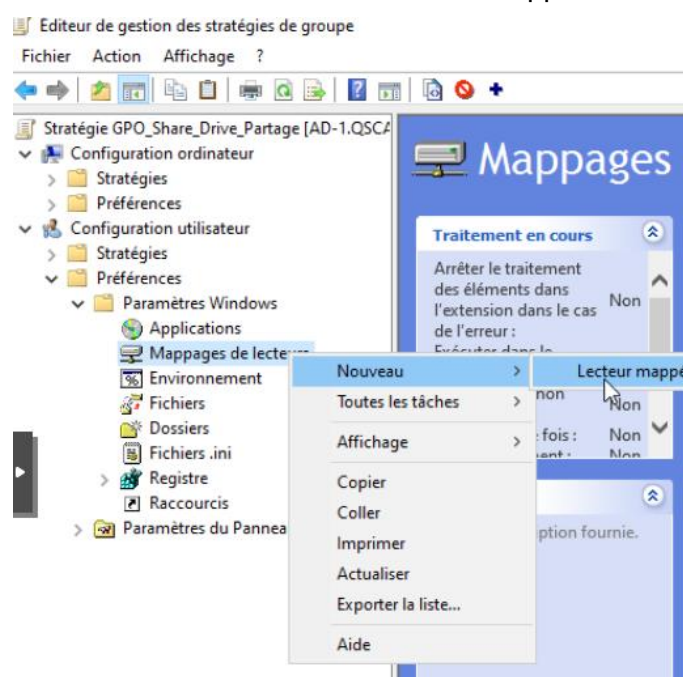 Editeur de gestion des stratégies de groupe
Fichier Action Affichage ?
Stratégie GPO_Share_Drive_Partage [AD-1.QSCA
Configuration ordinateur
Stratégies
Préférences
Configuration utilisateur
Stratégies
Préférences
Paramètres Windows
Applications
Mappages de
Environnement
Fichiers
Dossiers
Fichiers .ini
Registre
Raccourcis
Paramètres du
Nouveau
Toutes les tâches
Affichage
Copier
Coller
Imprimer
Actualiser
Exporter la liste...
Aide
Lecteur mappé
Mappages
Traitement en cours
Arrêter le traitement
des éléments dans
l'extension dans le cas Non
de l'erreur :
non Non
fois : Non
Non
ption fournie.